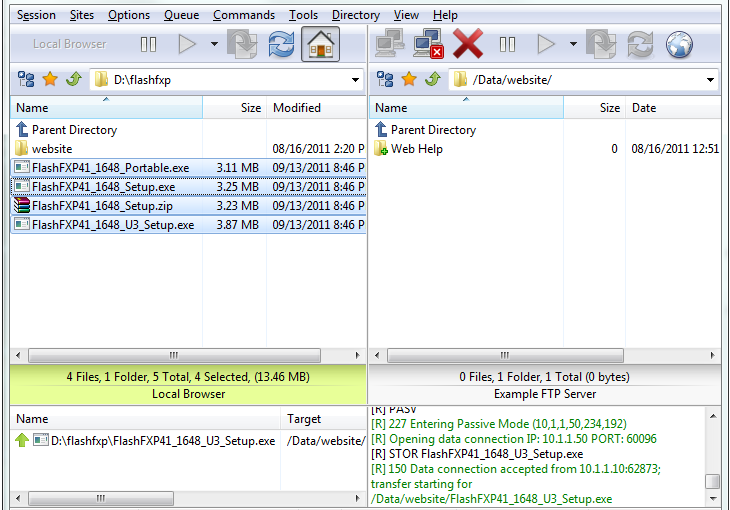 Session Sites Options Queue Commands Tools Directory View Help
Local Browser
D:\flashfxp
/Data/website/
Name Size Modified
Name Size Date
Parent Directory
website 08/16/2011 2:20 P
FlashFXP41_1648_Portable.exe 3.11 MB 09/13/2011 8:46 P
FlashFXP41_1648_Setup.exe 3.25 MB 09/13/2011 8:46 P
FlashFXP41_1648_Setup.zip 3.23 MB 09/13/2011 8:46 P
FlashFXP41_1648_U3_Setup.exe 3.87 MB 09/13/2011 8:46 P
Parent Directory
Web Help 0 08/16/2011 12:51
4 Files, 1 Folder, 5 Total, 4 Selected, (13.46 MB)
Local Browser
0 Files, 1 Folder, 1 Total (0 bytes)
Example FTP Server
Name Target
D:\flashfxp\FlashFXP41_1648_U3_Setup.exe /Data/website/
[R] PASV
[R] 227 Entering Passive Mode (10,1,1,50,234,192)
[R] Opening data connection IP: 10.1.1.50 PORT: 60096
[R] STOR FlashFXP41_1648_U3_Setup.exe
[R] 150 Data connection accepted from 10.1.1.10:62873;
transfer starting for
/Data/website/FlashFXP41_1648_U3_Setup.exe